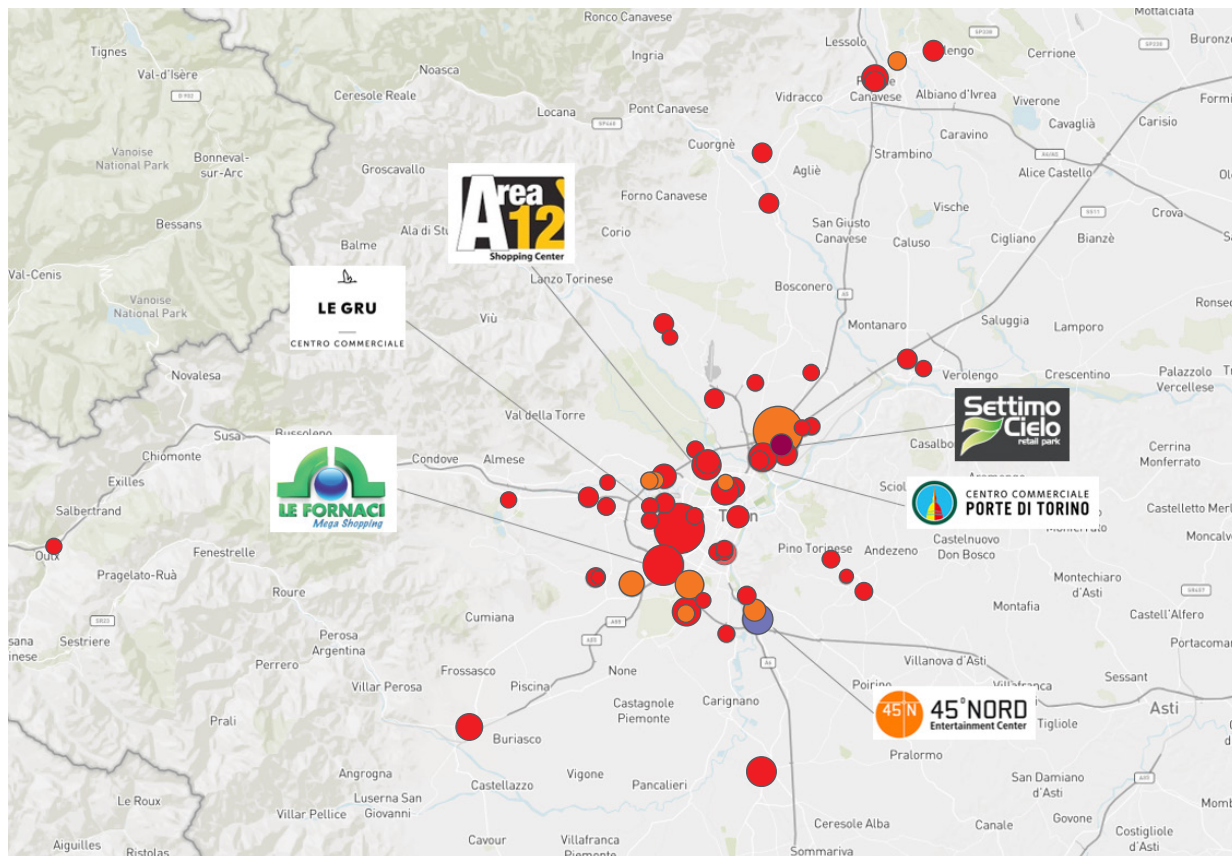 Ronco Canavese
Mottalciata
Tignes
Lessolo
Cerrione
Buronzo
Ingria
Val-d'Isère
Noasca
Ceresole Reale
Vidracco
Canavese
Albiano d'Ivrea
Viverone
Locana
Pont Canavese
Cavaglià
Carisio
Caravino
Vanoise
National Park
Bonneval-
sur-Arc
Cuorgnè
Strambino
Groscavallo
Agliè
Alice Castello
Area
12
Shopping Center
Forno Canavese
Vische
Crova
Bessans
San Giusto
Canavese
Corio
Cigliano
Bianzè
Balme
Caluso
Val-Cenis
Lanzo Torinese
Bosconero
Vanoise
National Park
LE GRU
CENTRO COMMERCIALE
Viù
Montanaro
Saluggia
Lamporo
Novalesa
Verolengo
Crescentino
Palazzolo
Vercellese
Val della Torre
Settimo
Cielo
retail park
Susa
Bussoleno
Chiomonte
Condove
Almese
Cerrina
Monferrato
Exilles
LE FORNACI
Mega Shopping
Salbertrand
CENTRO COMMERCIALE
PORTE DI TORINO
Castelletto Merl
Oulx
Fenestrelle
Pino Torinese
Andezeno
Castelnuovo
Don Bosco
Pragelato-Ruà
Roure
Montechiaro
d'Asti
Cumiana
Montafia
Castell'Alfero
Sestriere
Perosa
Argentina
Portacomar
Perrero
Frossasco
None
Villanova d'Asti
Sessant
Villar Perosa
Piscina
Carignano
Poirino
Castagnole
Piemonte
45°N
45°NORD
Entertainment Center
Asti
Prali
Tigliole
Buriasco
Pralormo
Angrogna
Vigone
San Damiano
d'Asti
Castellazzo
Pancalieri
Le Roux
Luserna San
Giovanni
Villar Pellice
Ceresole Alba
Canale
Govone
Costigliole
d'Asti
Aiguilles
Ristolas
Cavour
Villafranca
Piemonte
Sommariva